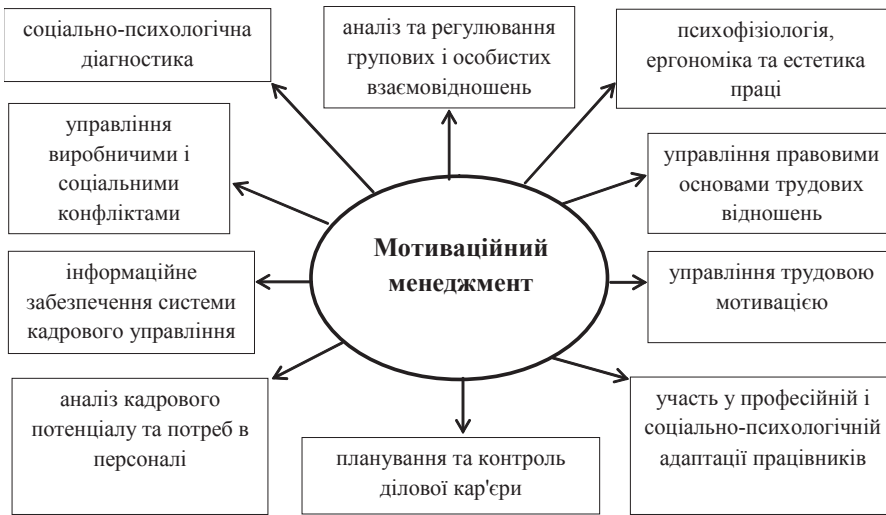 соціально-психологічна
діагностика
аналіз та регулювання
групових і особистих
взаємовідношень
психофізіологія,
ергономіка та естетика
праці
управління
виробничими і
соціальними
конфліктами
управління правовими
основами трудових
відношень
Мотиваційний
менеджмент
інформаційне
забезпечення системи
кадрового управління
управління трудовою
мотивацією
аналіз кадрового
потенціалу та потреб в
персоналі
планування та контроль
ділової кар'єри
участь у професійній і
соціально-психологічній
адаптації працівників